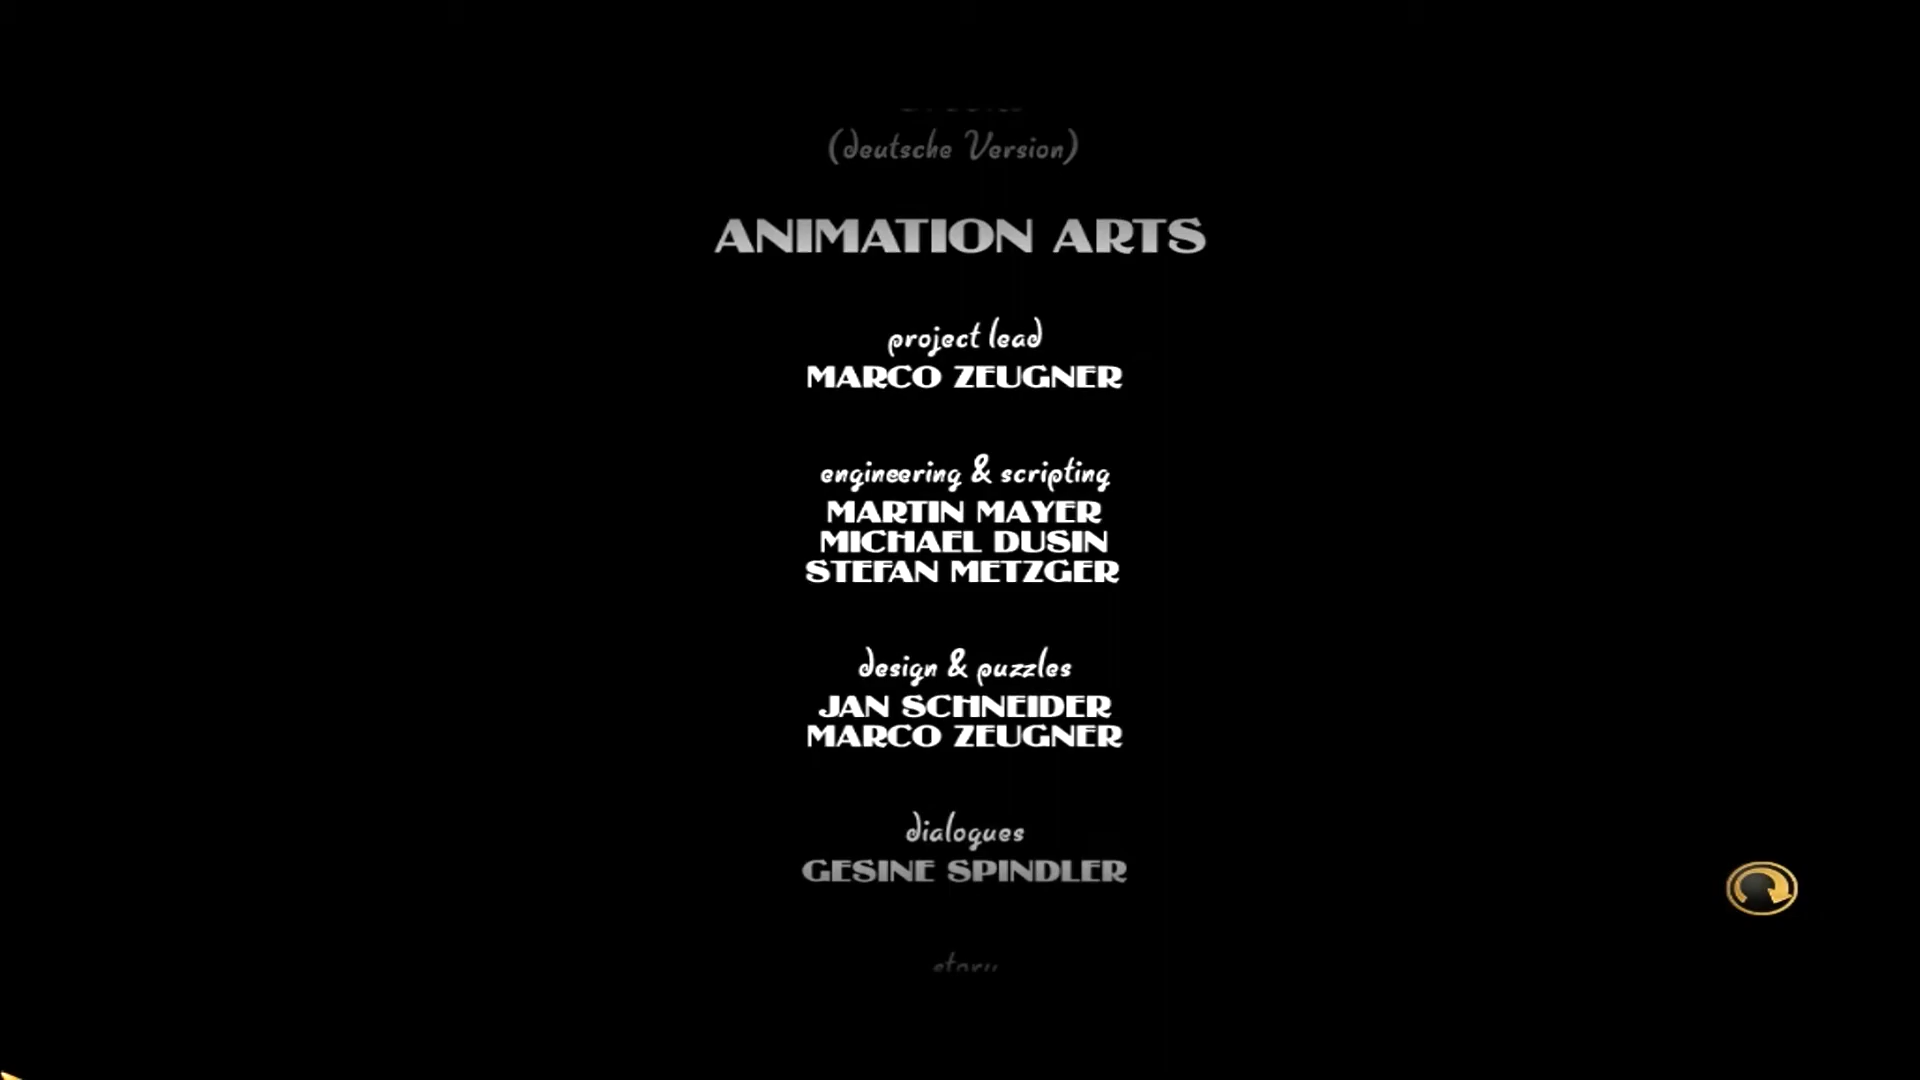 (deutsche Version)
ANIMATION ARTS
project lead
MARCO ZEUGNER
engineering & scripting
MARTIN MAYER
MICHAEL DUSIN
STEFAN METZGER
design & puzzles
JAN SCHNEIDER
MARCO ZEUGNER
dialogues
GESINE SPINDLER
story